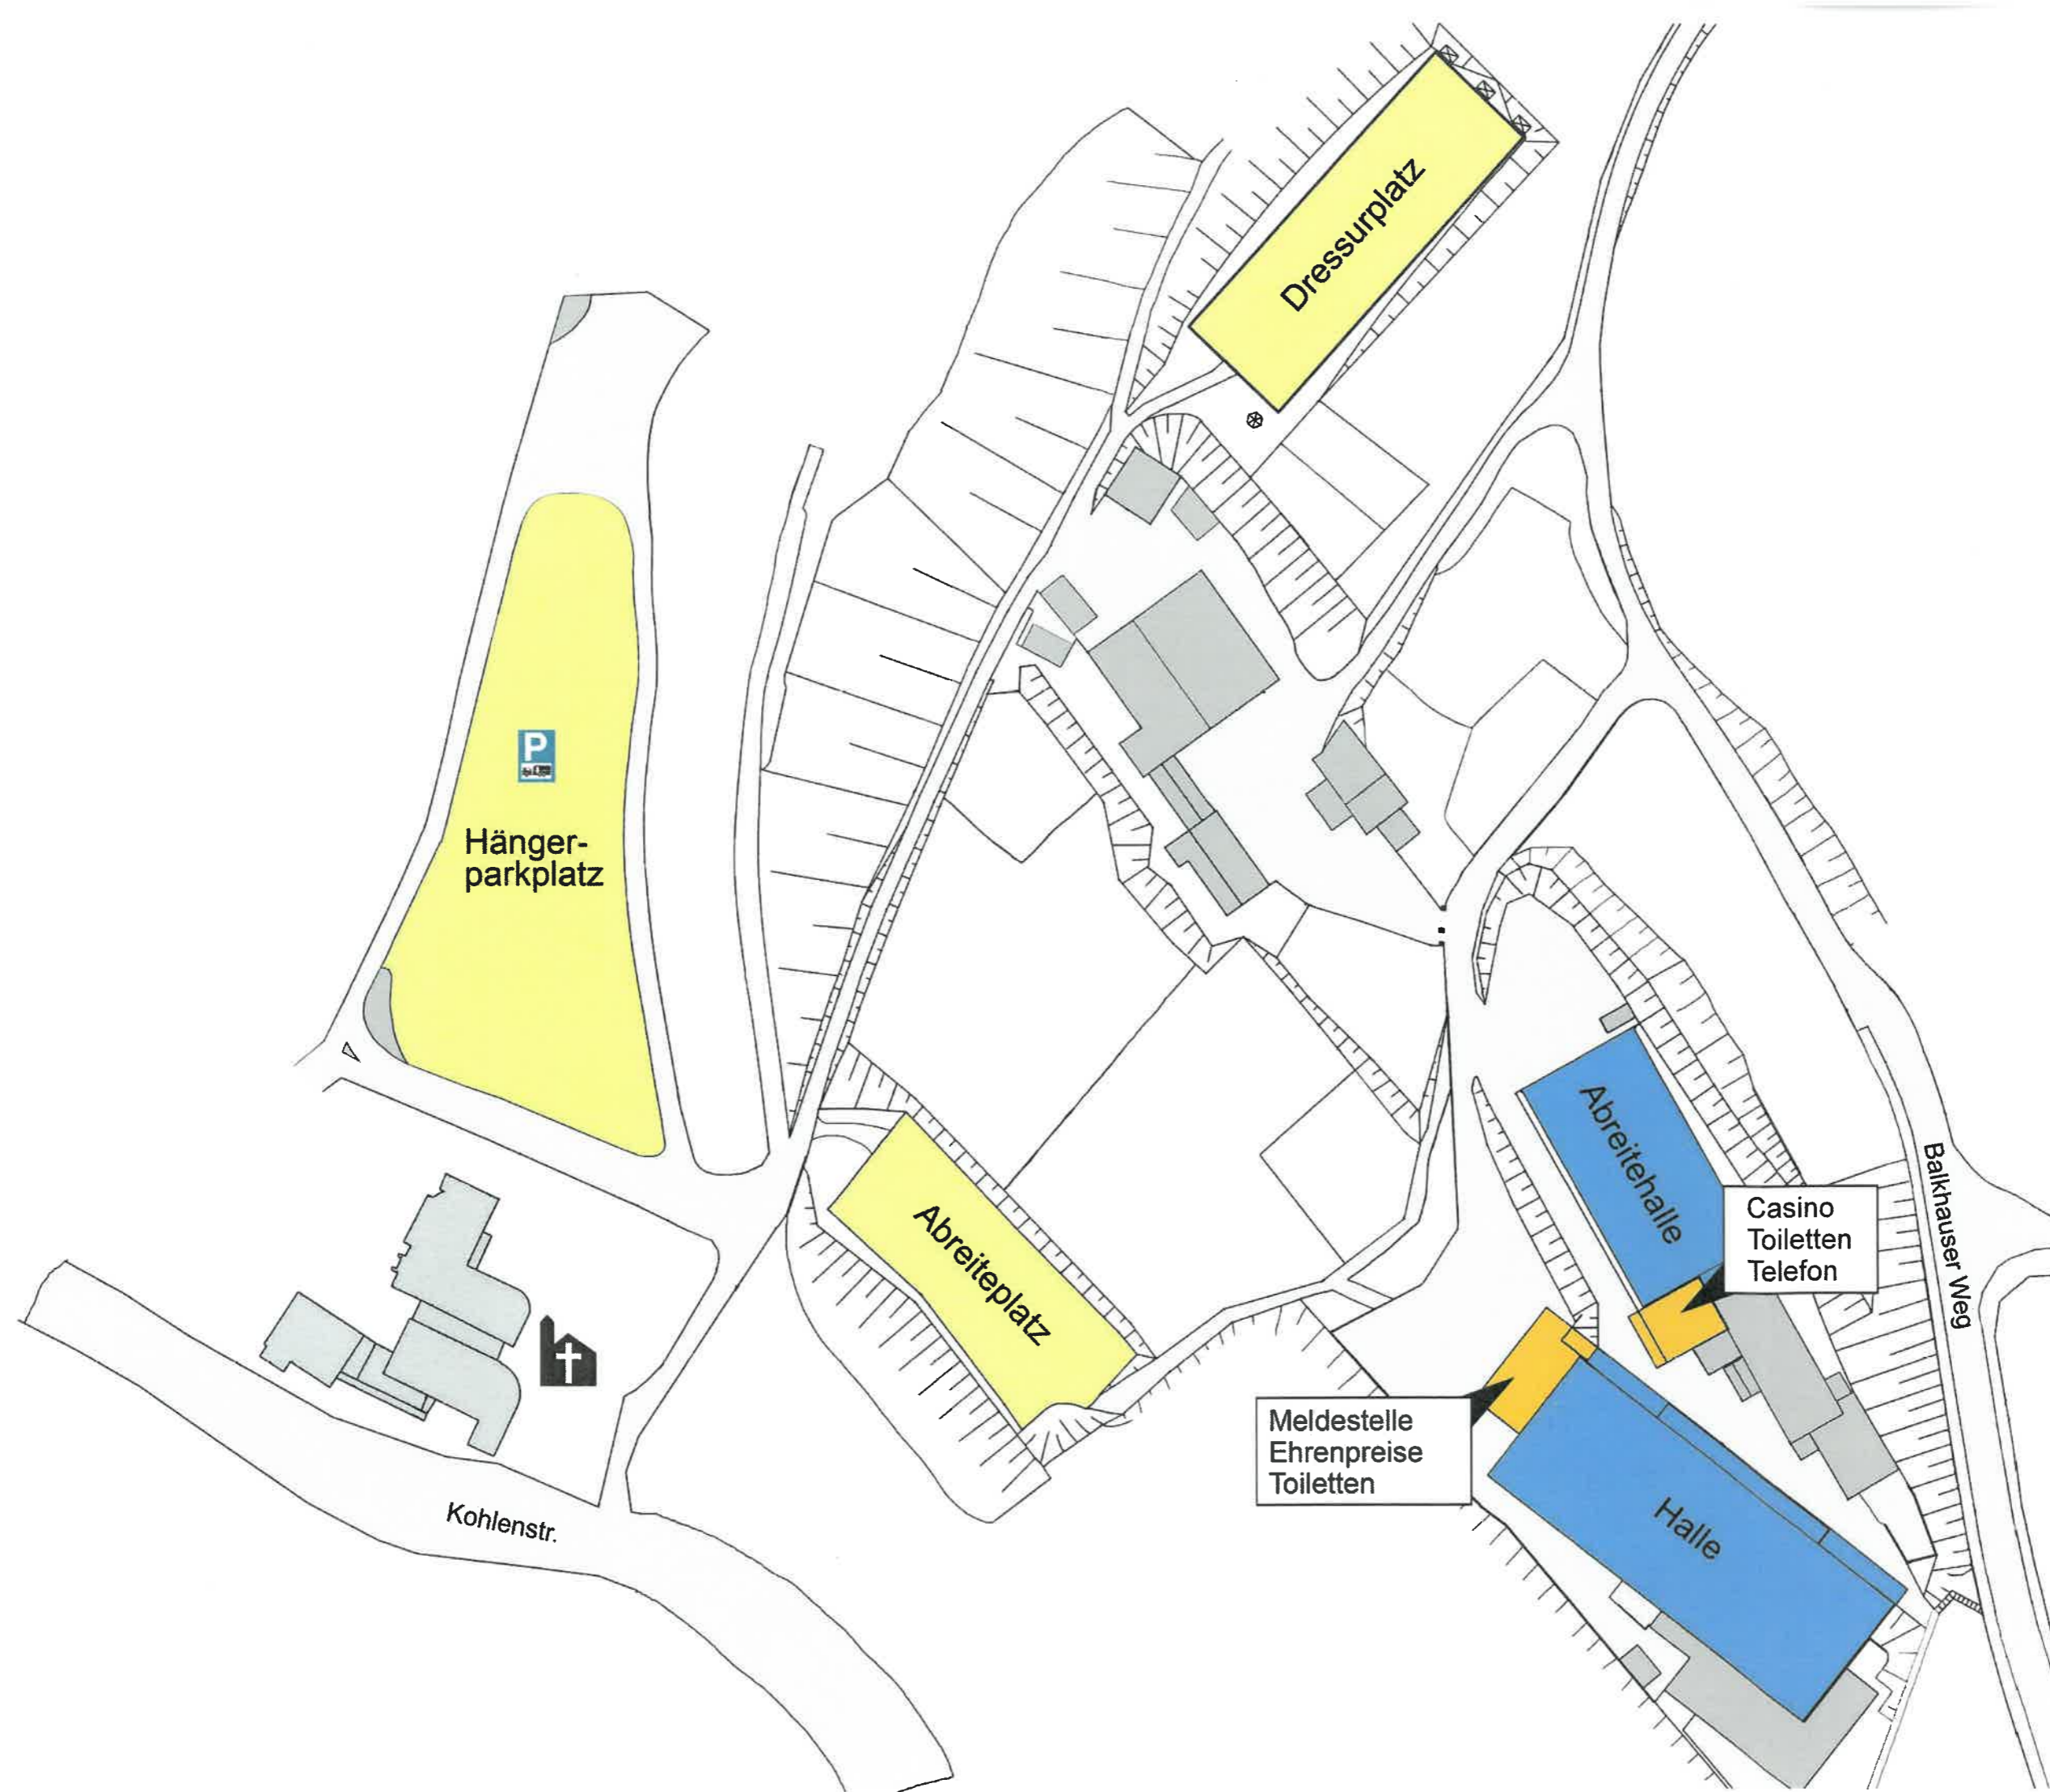 Dressurplatz
P
Hänger-
parkplatz
Abreitehalle
Casino
Toiletten
Telefon
Balkhauser Weg
Abreiteplatz
Meldestelle
Ehrenpreise
Toiletten
Halle
Kohlenstr.